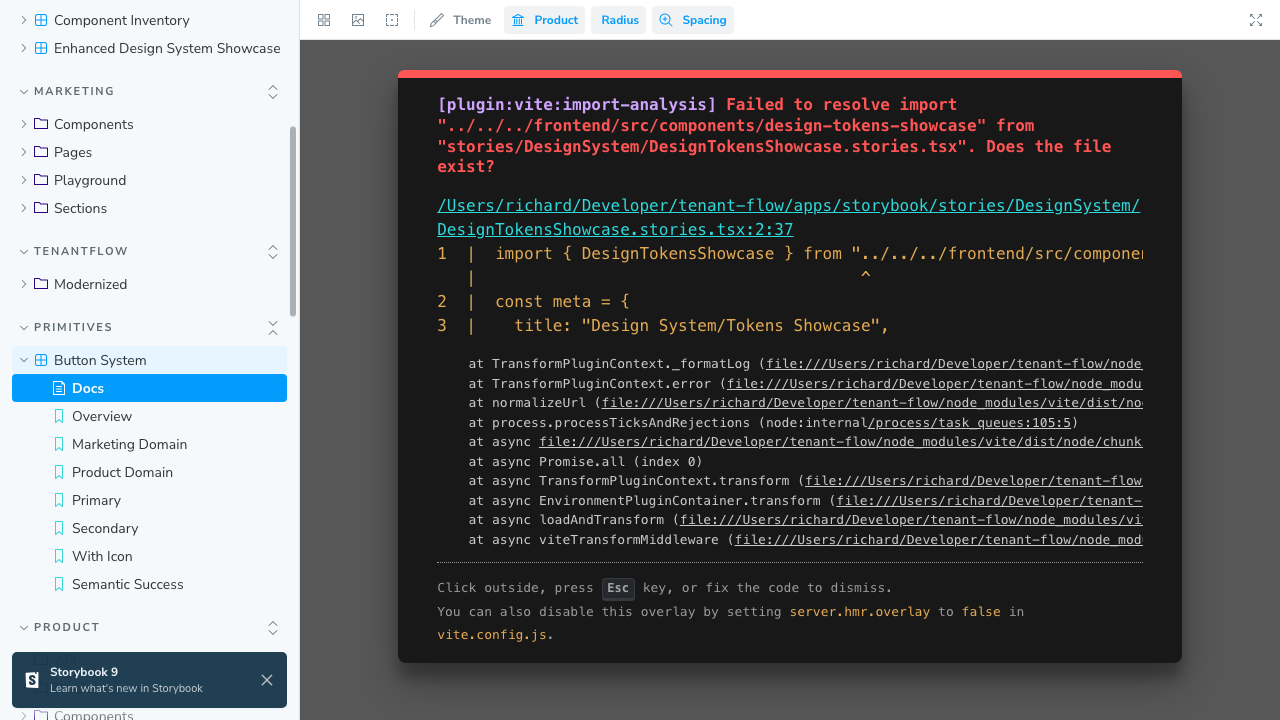 Component Inventory
Enhanced Design System Showcase
MARKETING
Components
Pages
Playground
Sections
TENANTFLOW
Modernized
PRIMITIVES
Button System
Docs
Overview
Marketing Domain
Product Domain
Primary
Secondary
With Icon
Semantic Success
PRODUCT
Storybook 9
Learn what's new in Storybook
Components
Theme Product Radius Spacing
[plugin:vite:import-analysis] Failed to resolve import
"../../../frontend/src/components/design-tokens-showcase" from
"stories/DesignSystem/DesignTokensShowcase.stories.tsx". Does the file
exist?
/Users/richard/Developer/tenant-flow/apps/storybook/stories/DesignSystem/
DesignTokensShowcase.stories.tsx:2:37
1 | import { DesignTokensShowcase } from "../../../frontend/src/componen
| ^
2 | const meta = {
3 | title: "Design System/Tokens Showcase",
at TransformPluginContext._formatLog (file:///Users/richard/Developer/tenant-flow/node_
at TransformPluginContext.error (file:///Users/richard/Developer/tenant-flow/node_modu
at normalizeUrl (file:///Users/richard/Developer/tenant-flow/node_modules/vite/dist/no
at process.processTicksAndRejections (node:internal/process/task_queues:105:5)
at async file:///Users/richard/Developer/tenant-flow/node_modules/vite/dist/node/chunk
at async Promise.all (index 0)
at async TransformPluginContext.transform (file:///Users/richard/Developer/tenant-flow
at async EnvironmentPluginContainer.transform (file:///Users/richard/Developer/tenant-
at async loadAndTransform (file:///Users/richard/Developer/tenant-flow/node_modules/vi
at async viteTransformMiddleware (file:///Users/richard/Developer/tenant-flow/node_mod
Click outside, press Esc key, or fix the code to dismiss.
You can also disable this overlay by setting server.hmr.overlay to false in
vite.config.js.